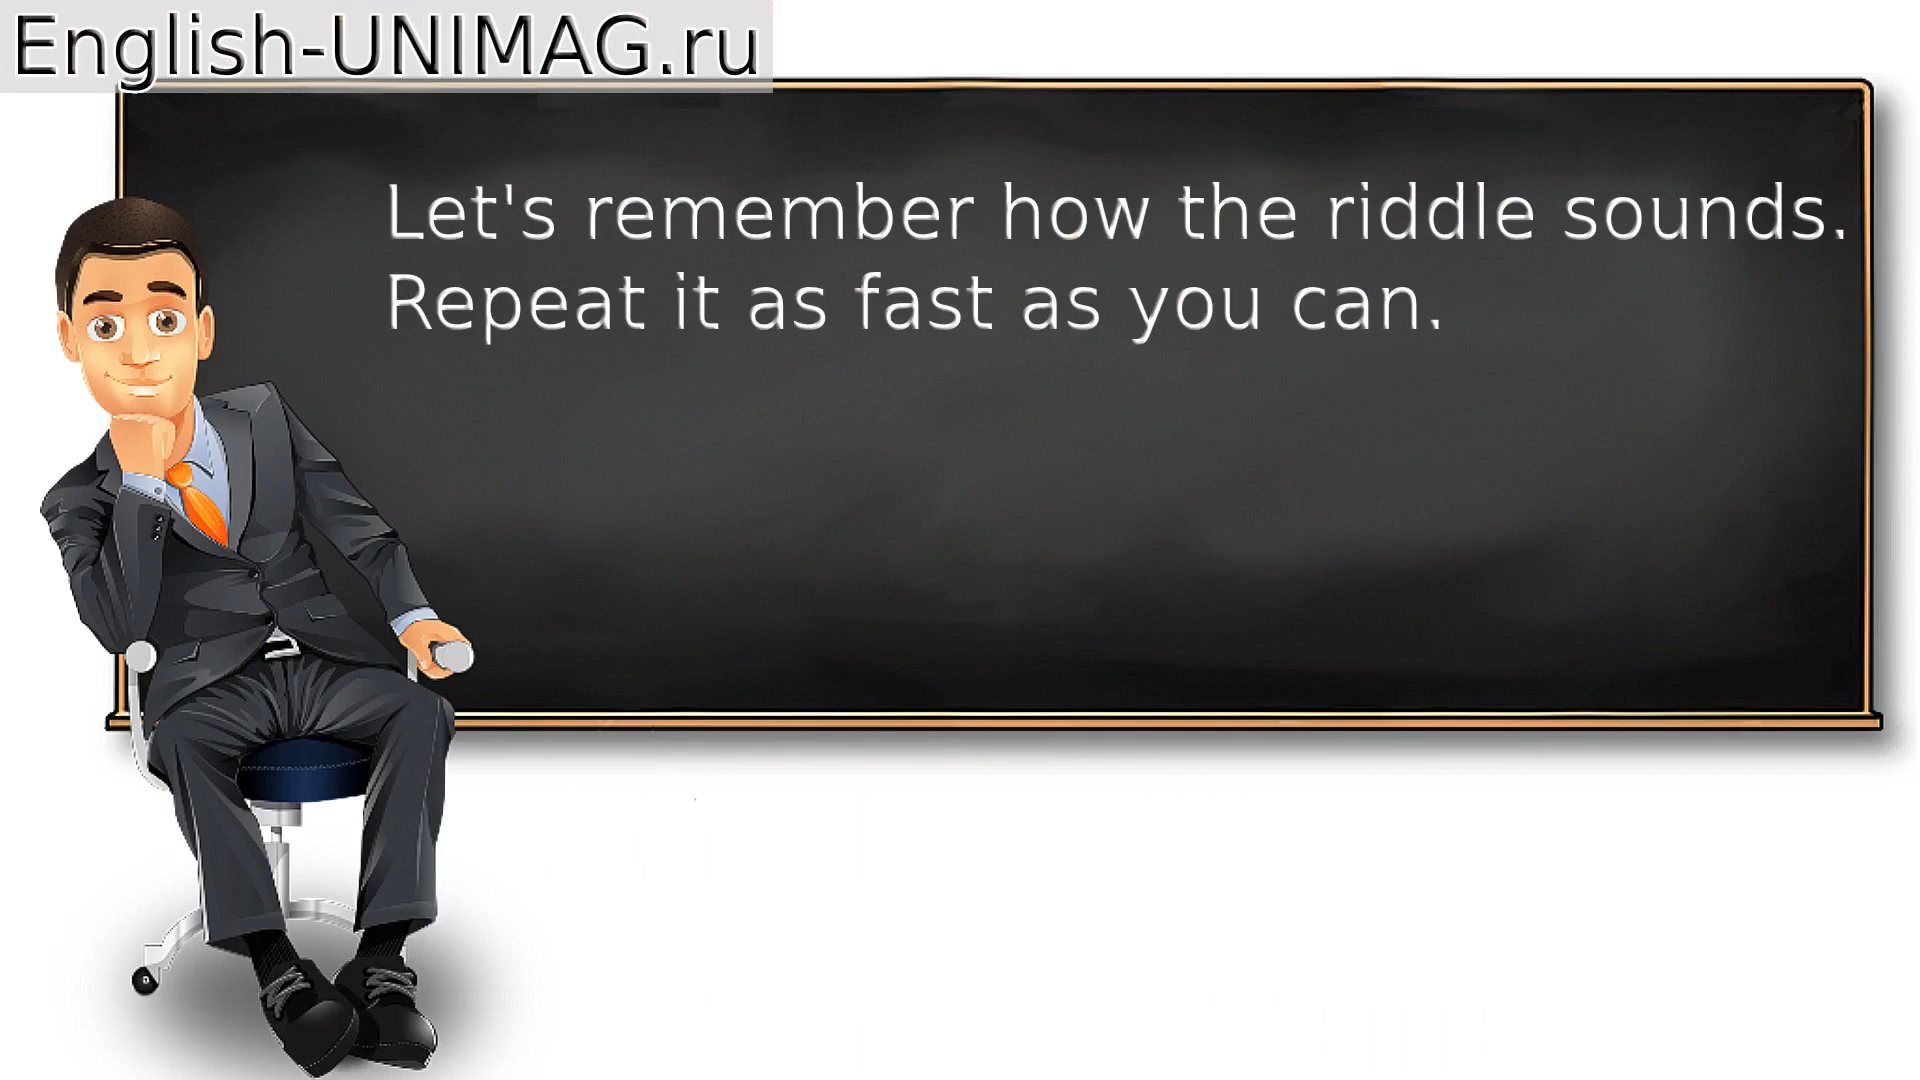 English-UNIMAG.ru
Let's remember how the riddle sounds.
Repeat it as fast as you can.